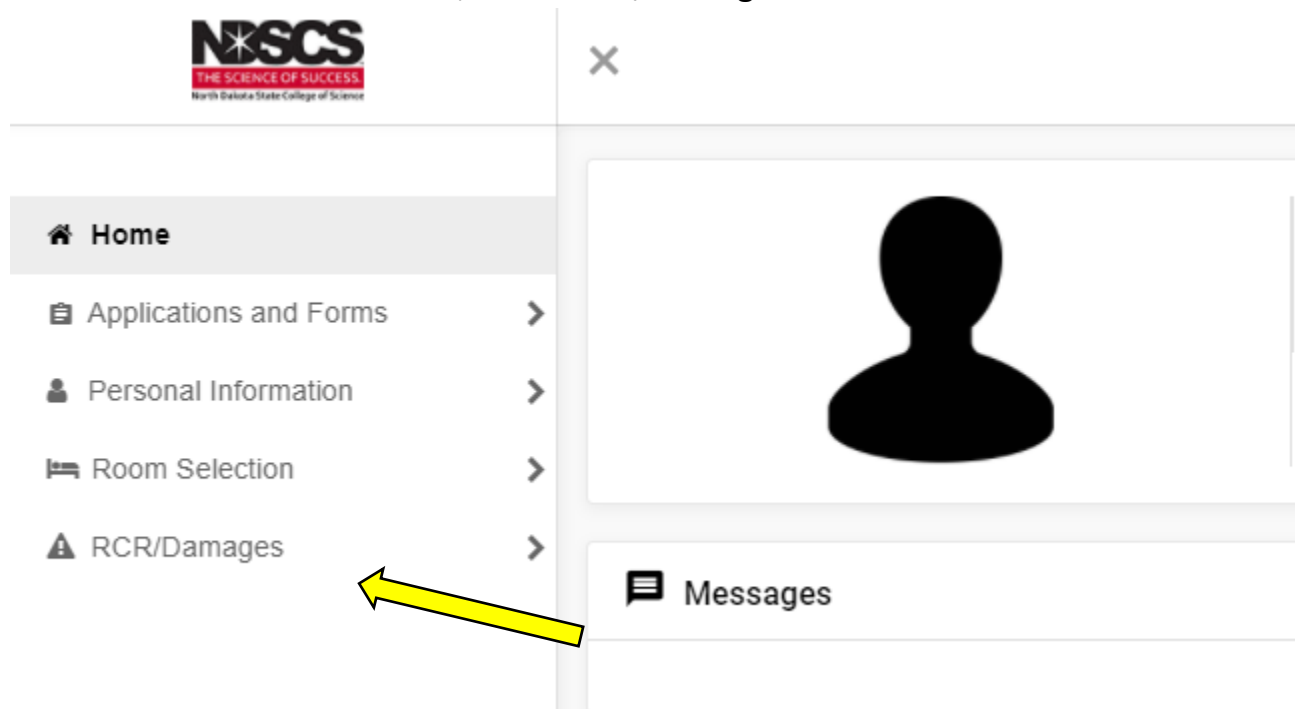 NDSCS
THE SCIENCE OF SUCCESS.
North Dakota State College of Science
Home
Applications and Forms
Personal Information
Room Selection
RCR/Damages
Messages